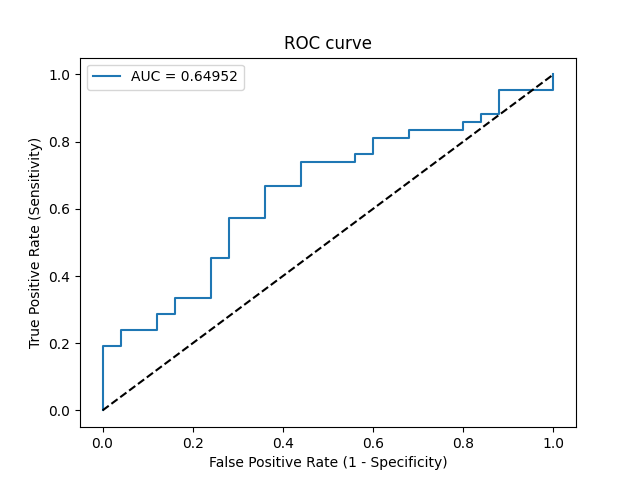 ROC curve
AUC = 0.64952
True Positive Rate (Sensitivity)
1.0
0.8
0.6
0.4
0.2
0.0
0.0 0.2 0.4 0.6 0.8 1.0
False Positive Rate (1 - Specificity)